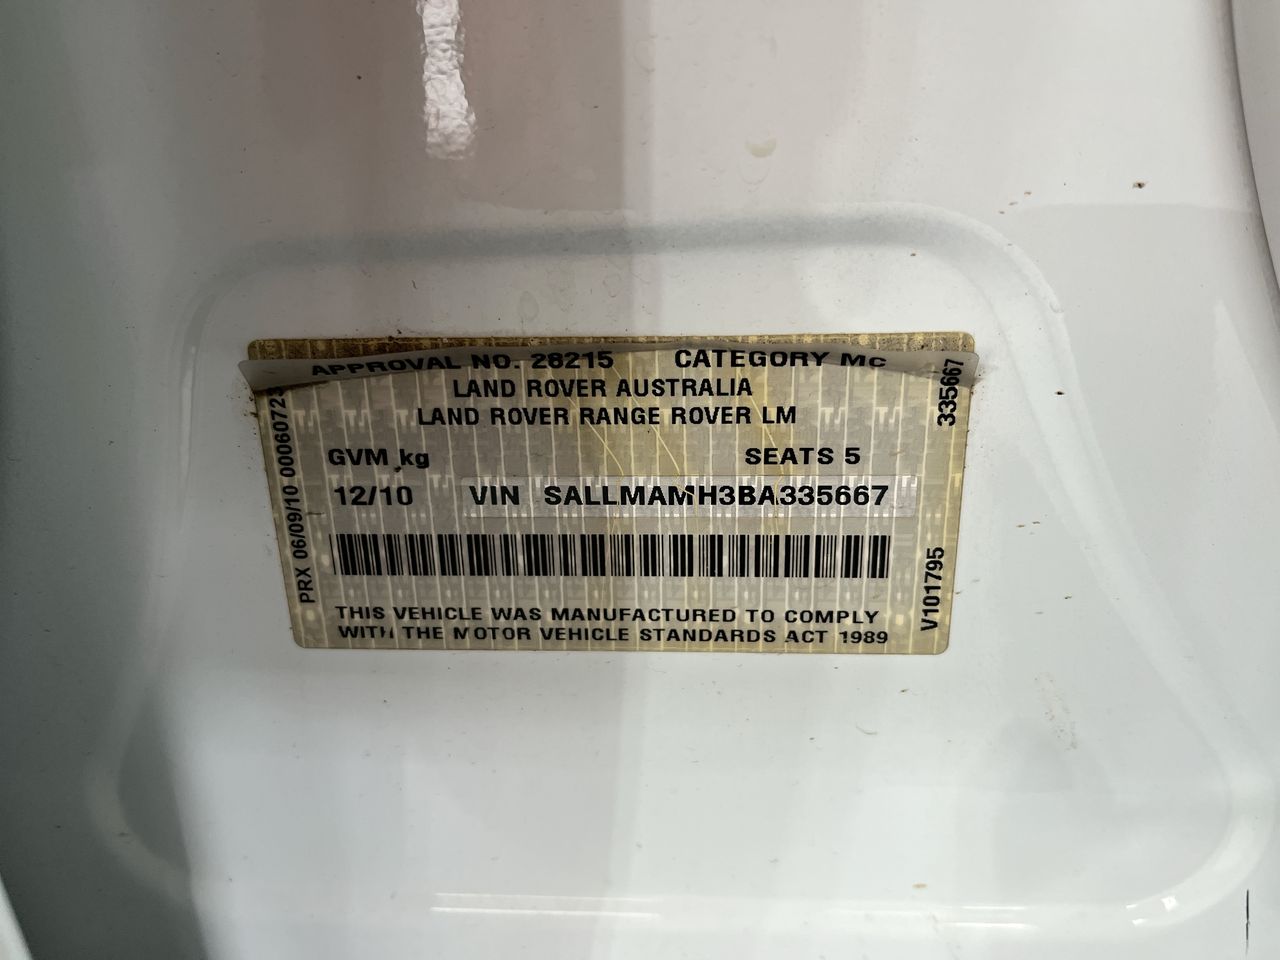 APPROVAL NO. 28215 CATEGORY MC
LAND ROVER AUSTRALIA
LAND ROVER RANGE ROVER LM
GVM kg SEATS 5
12/10 VIN SALLMAMH3BA335667
THIS VEHICLE WAS MANUFACTURED TO COMPLY
WITH THE MOTOR VEHICLE STANDARDS ACT 1989
PRX 06/09/10
V101795
335667